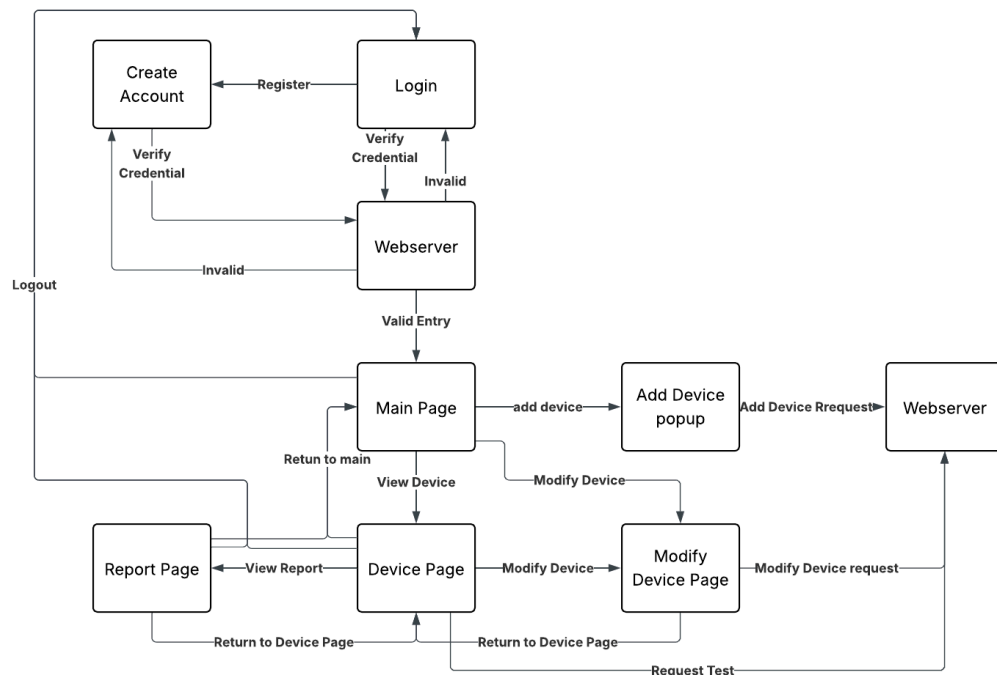 Create
Account
Register
Login
Verify
Credential
Verify
Credential
Invalid
Webserver
Invalid
Logout
Valid Entry
Main Page
add device
Add Device
popup
Add Device Rrequest
Webserver
Retun to main
View Device
Modify Device
Report Page
View Report
Device Page
Modify Device
Modify
Device Page
Modify Device request
Return to Device Page
Return to Device Page
Request Test